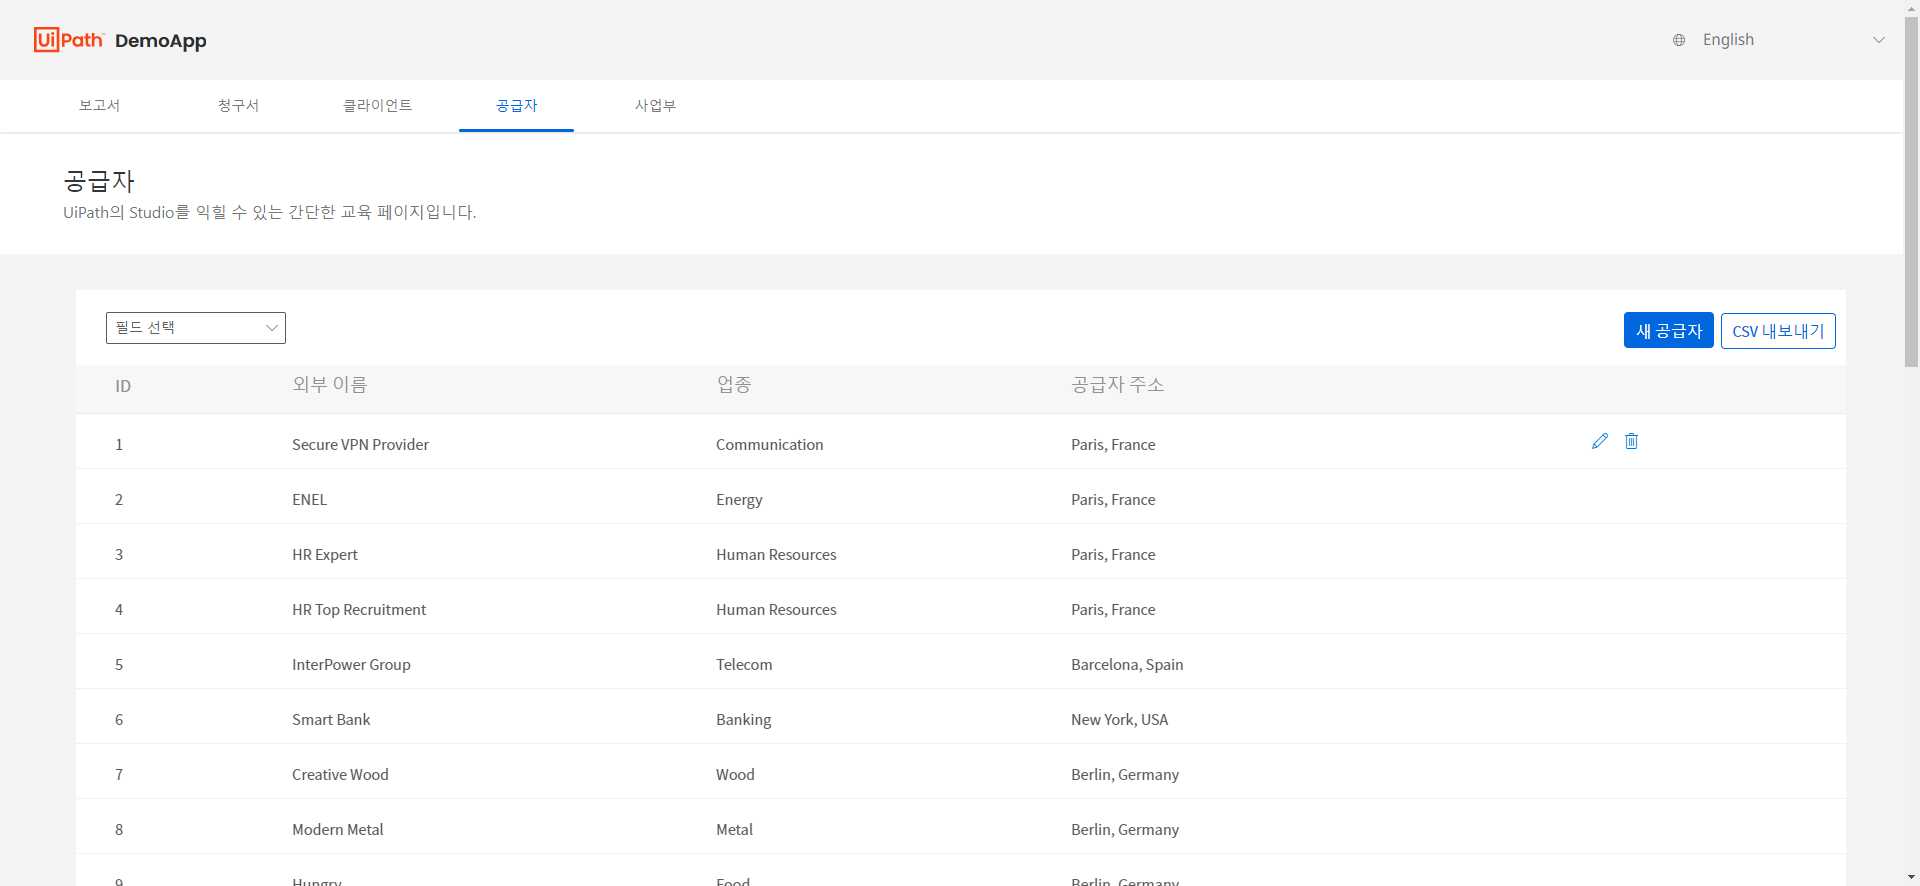 UiPath DemoApp
English
보고서 청구서 클라이언트 공급자 사업부
공급자
UiPath의 Studio를 익힐 수 있는 간단한 교육 페이지입니다.
필드 선택
새 공급자 CSV 내보내기
ID 외부 이름 업종 공급자 주소
1 Secure VPN Provider Communication Paris, France
2 ENEL Energy Paris, France
3 HR Expert Human Resources Paris, France
4 HR Top Recruitment Human Resources Paris, France
5 InterPower Group Telecom Barcelona, Spain
6 Smart Bank Banking New York, USA
7 Creative Wood Wood Berlin, Germany
8 Modern Metal Metal Berlin, Germany
9 Hungry Food Berlin, Germany